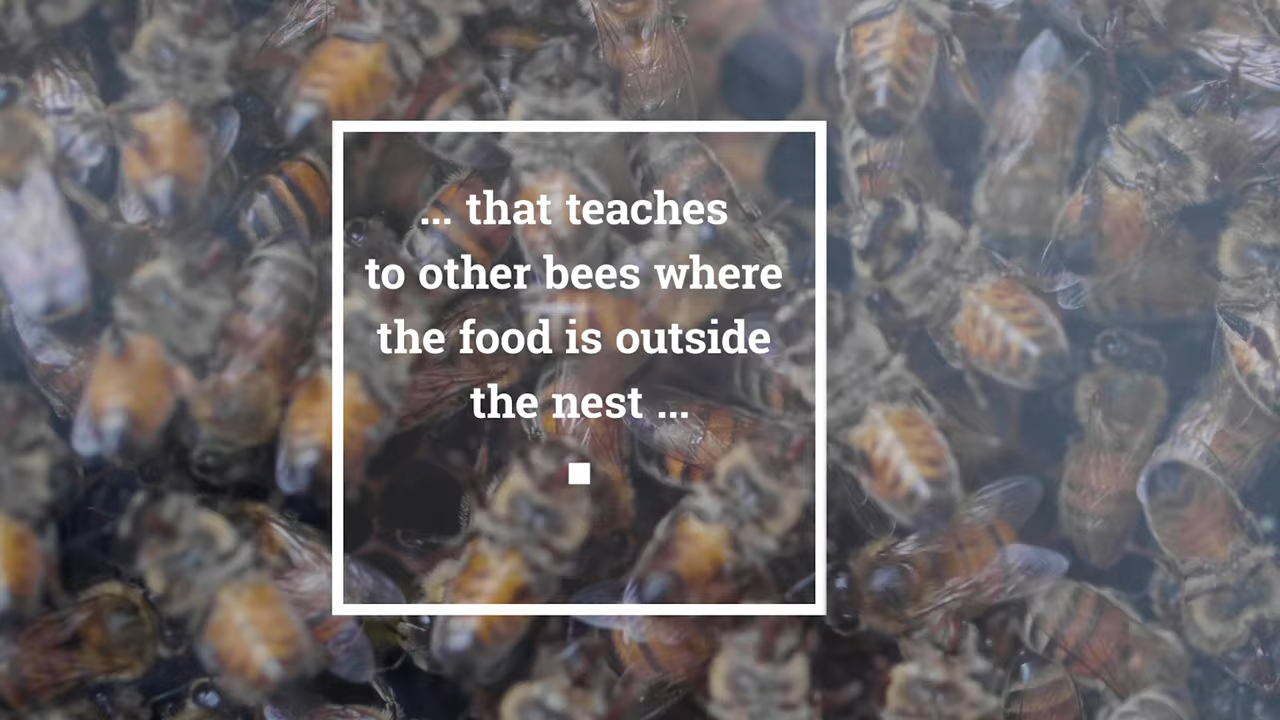 ... that teaches
to other bees where
the food is outside
the nest ...